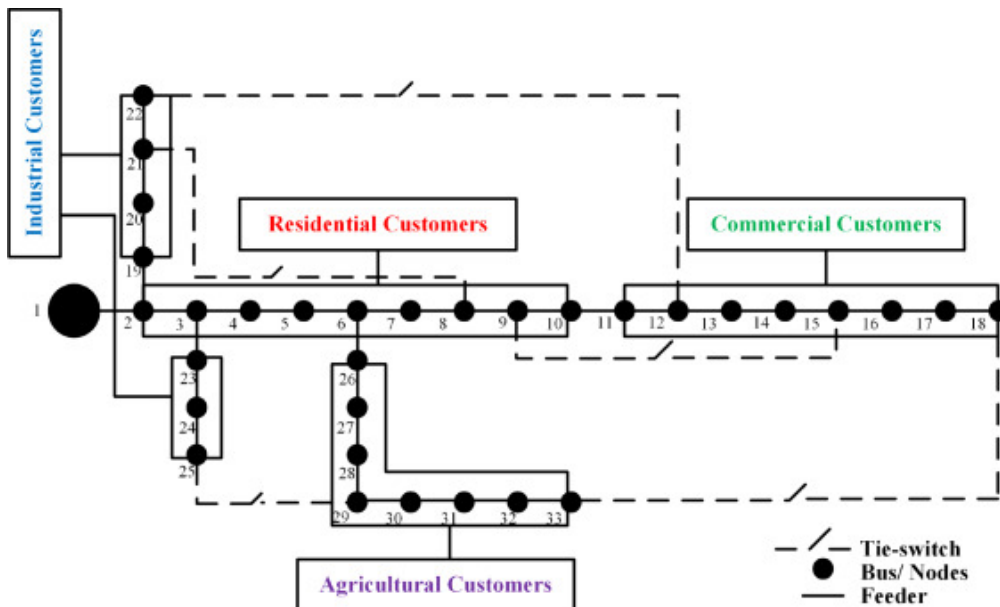 Industrial Customers
22
21
20
19
Residential Customers
Commercial Customers
1
2 3 4 5 6 7 8 9 10 11 12 13 14 15 16 17 18
23
24
25
26
27
28
29 30 31 32 33
Agricultural Customers
Tie-switch
Bus/ Nodes
Feeder